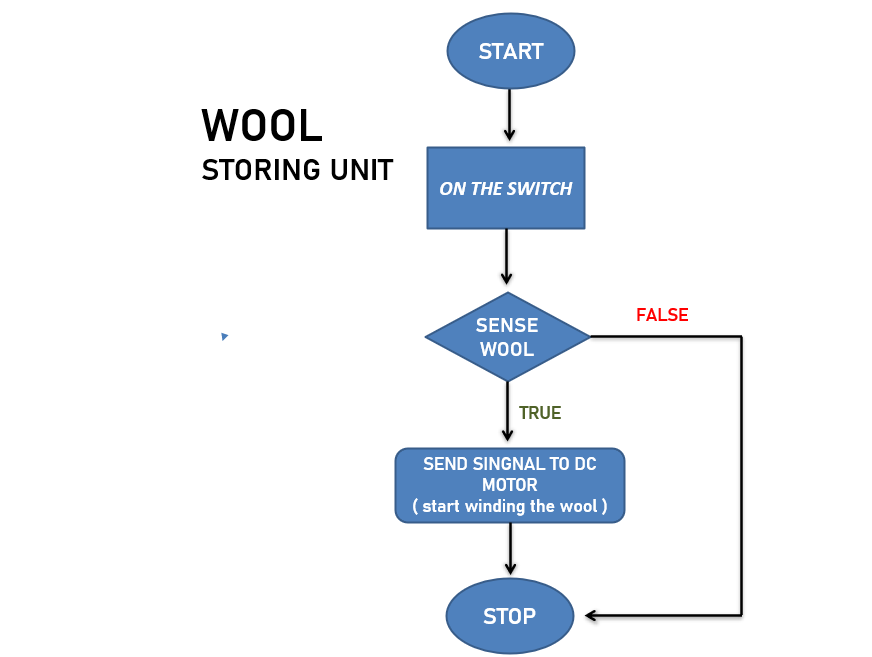 START
WOOL
STORING UNIT
ON THE SWITCH
SENSE
WOOL
FALSE
TRUE
SEND SINGNAL TO DC
MOTOR
( start winding the wool )
STOP